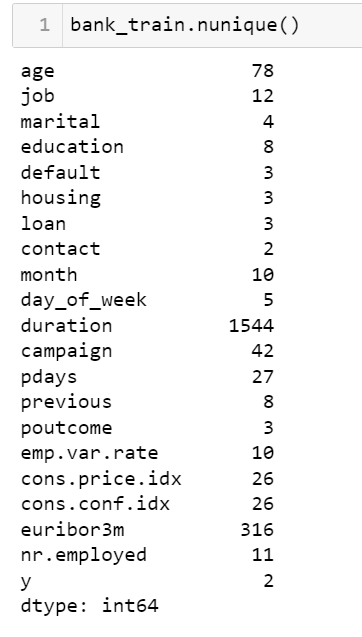 1 bank_train.nunique()
age 78
job 12
marital 4
education 8
default 3
housing 3
loan 3
contact 2
month 10
day_of_week 5
duration 1544
campaign 42
pdays 27
previous 8
poutcome 3
emp.var.rate 10
cons.price.idx 26
cons.conf.idx 26
euribor3m 316
nr.employed 11
y 2
dtype: int64